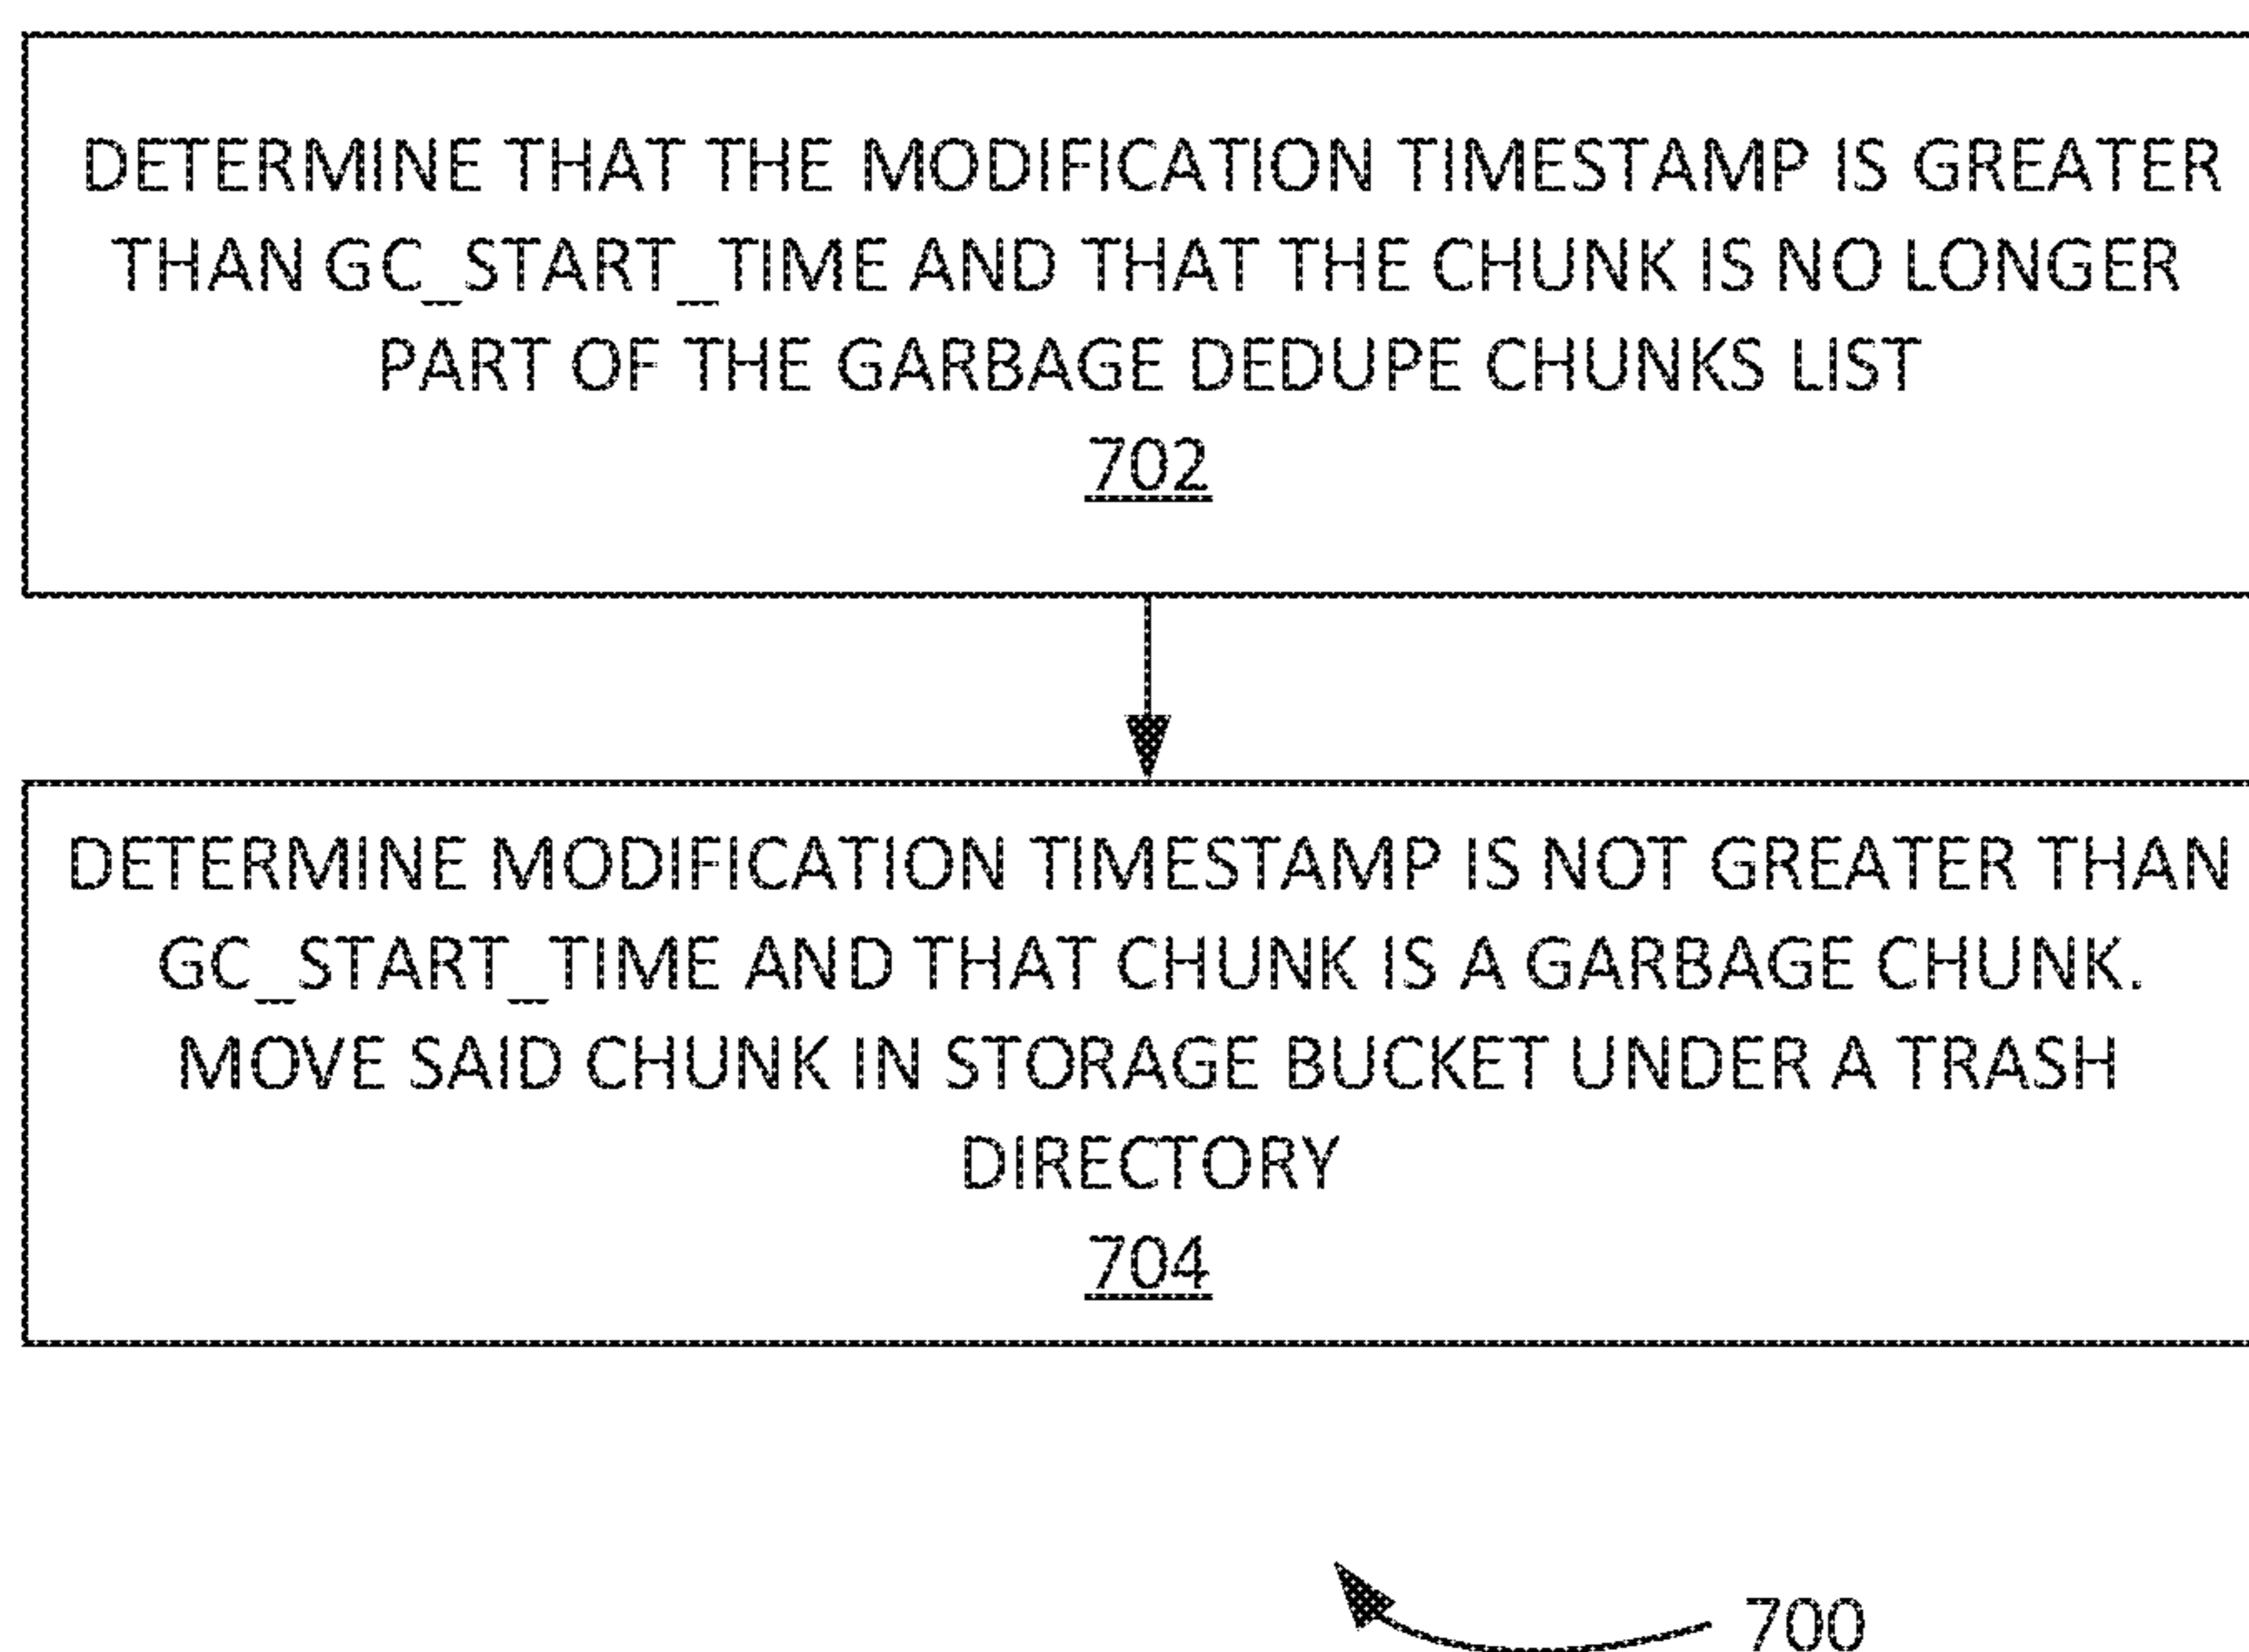 DETERMINE THAT THE MODIFICATION TIMESTAMP IS GREATER
THAN GC_START_TIME AND THAT THE CHUNK IS NO LONGER
PART OF THE GARBAGE DEDUPE CHUNKS LIST
702
DETERMINE MODIFICATION TIMESTAMP IS NOT GREATER THAN
GC_START_TIME AND THAT CHUNK IS A GARBAGE CHUNK.
MOVE SAID CHUNK IN STORAGE BUCKET UNDER A TRASH
DIRECTORY
704
700